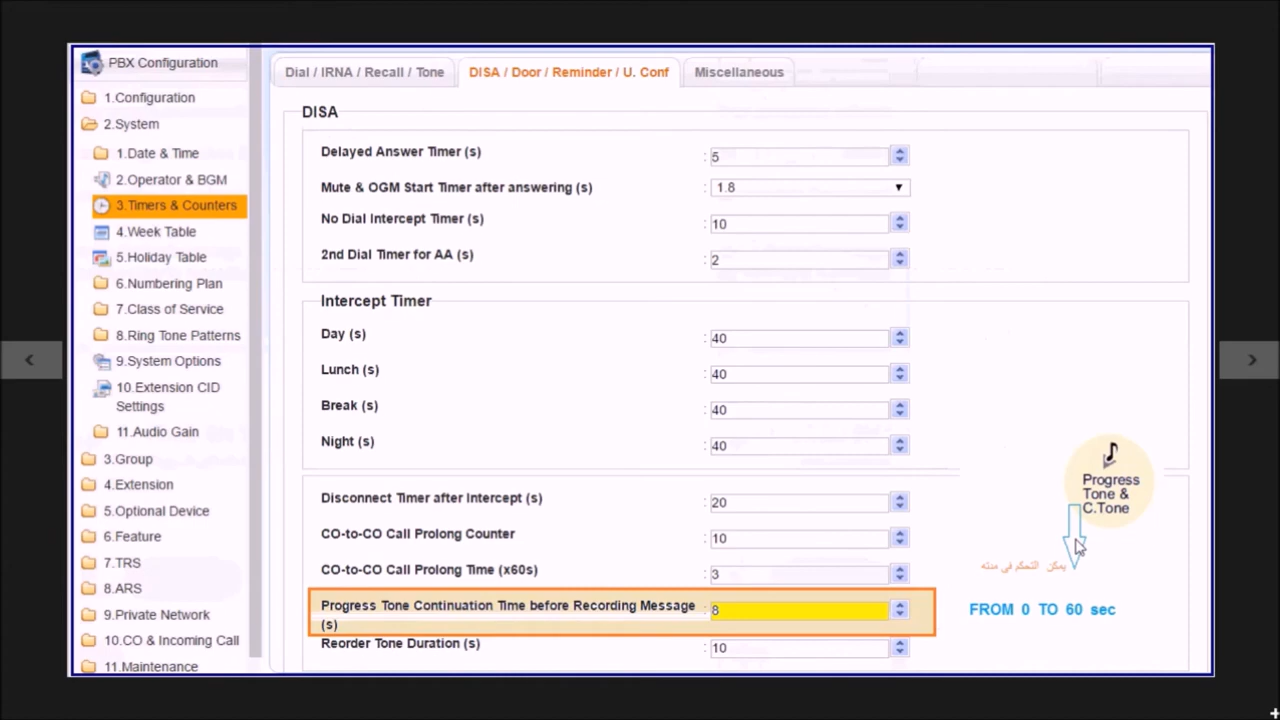 PBX Configuration
1.Configuration
2.System
1.Date & Time
2.Operator & BGM
3.Timers & Counters
4.Week Table
5.Holiday Table
6.Numbering Plan
7.Class of Service
8.Ring Tone Patterns
9.System Options
10.Extension CID
Settings
11.Audio Gain
3.Group
4.Extension
5.Optional Device
6.Feature
7.TRS
8.ARS
9.Private Network
10.CO & Incoming Call
11.Maintenance
Dial / IRNA / Recall / Tone
DISA / Door / Reminder / U. Conf
Miscellaneous
DISA
Delayed Answer Timer (s) : 5
Mute & OGM Start Timer after answering (s) : 1.8
No Dial Intercept Timer (s) : 10
2nd Dial Timer for AA (s) : 2
Intercept Timer
Day (s) : 40
Lunch (s) : 40
Break (s) : 40
Night (s) : 40
Disconnect Timer after Intercept (s) : 20
CO-to-CO Call Prolong Counter : 10
CO-to-CO Call Prolong Time (x60s) : 3
Progress Tone Continuation Time before Recording Message : 8
(s)
Reorder Tone Duration (s) : 10
Progress
Tone &
C.Tone
يمكن التحكم فى مدته
FROM 0 TO 60 sec